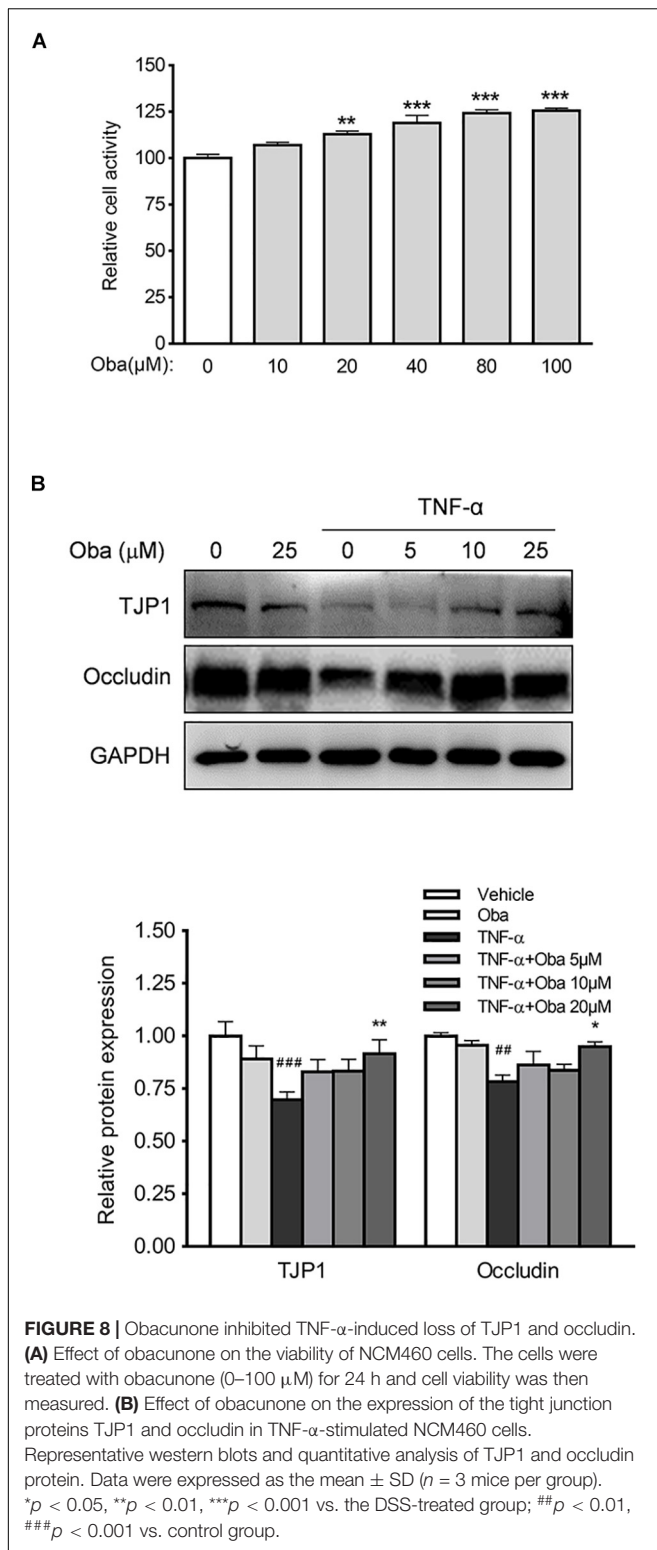 A
150
125
100
75
50
25
0
Relative cell activity
**
***
***
***
Oba(µM): 0 10 20 40 80 100
B
TNF-α
Oba (µM) 0 25 0 5 10 25
TJP1
Occludin
GAPDH
Vehicle
Oba
TNF-α
TNF-α+Oba 5µM
TNF-α+Oba 10µM
TNF-α+Oba 20µM
1.50
1.25
1.00
0.75
0.50
0.25
0.00
Relative protein expression
###
**
##
*
TJP1 Occludin
FIGURE 8 | Obacunone inhibited TNF-α-induced loss of TJP1 and occludin.
(A) Effect of obacunone on the viability of NCM460 cells. The cells were
treated with obacunone (0–100 µM) for 24 h and cell viability was then
measured. (B) Effect of obacunone on the expression of the tight junction
proteins TJP1 and occludin in TNF-α-stimulated NCM460 cells.
Representative western blots and quantitative analysis of TJP1 and occludin
protein. Data were expressed as the mean ± SD (n = 3 mice per group).
*p < 0.05, **p < 0.01, ***p < 0.001 vs. the DSS-treated group; ##p < 0.01,
###p < 0.001 vs. control group.